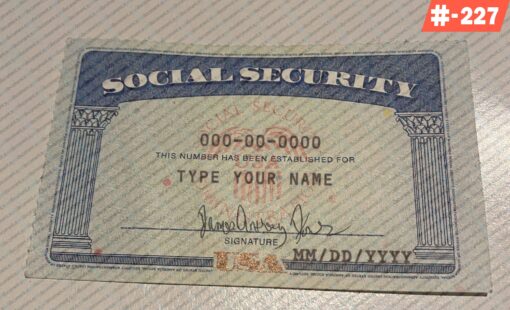 #-227
SOCIAL SECURITY
000-00-0000
THIS NUMBER HAS BEEN ESTABLISHED FOR
TYPE YOUR NAME
SIGNATURE
USA
MM/DD/YYYY